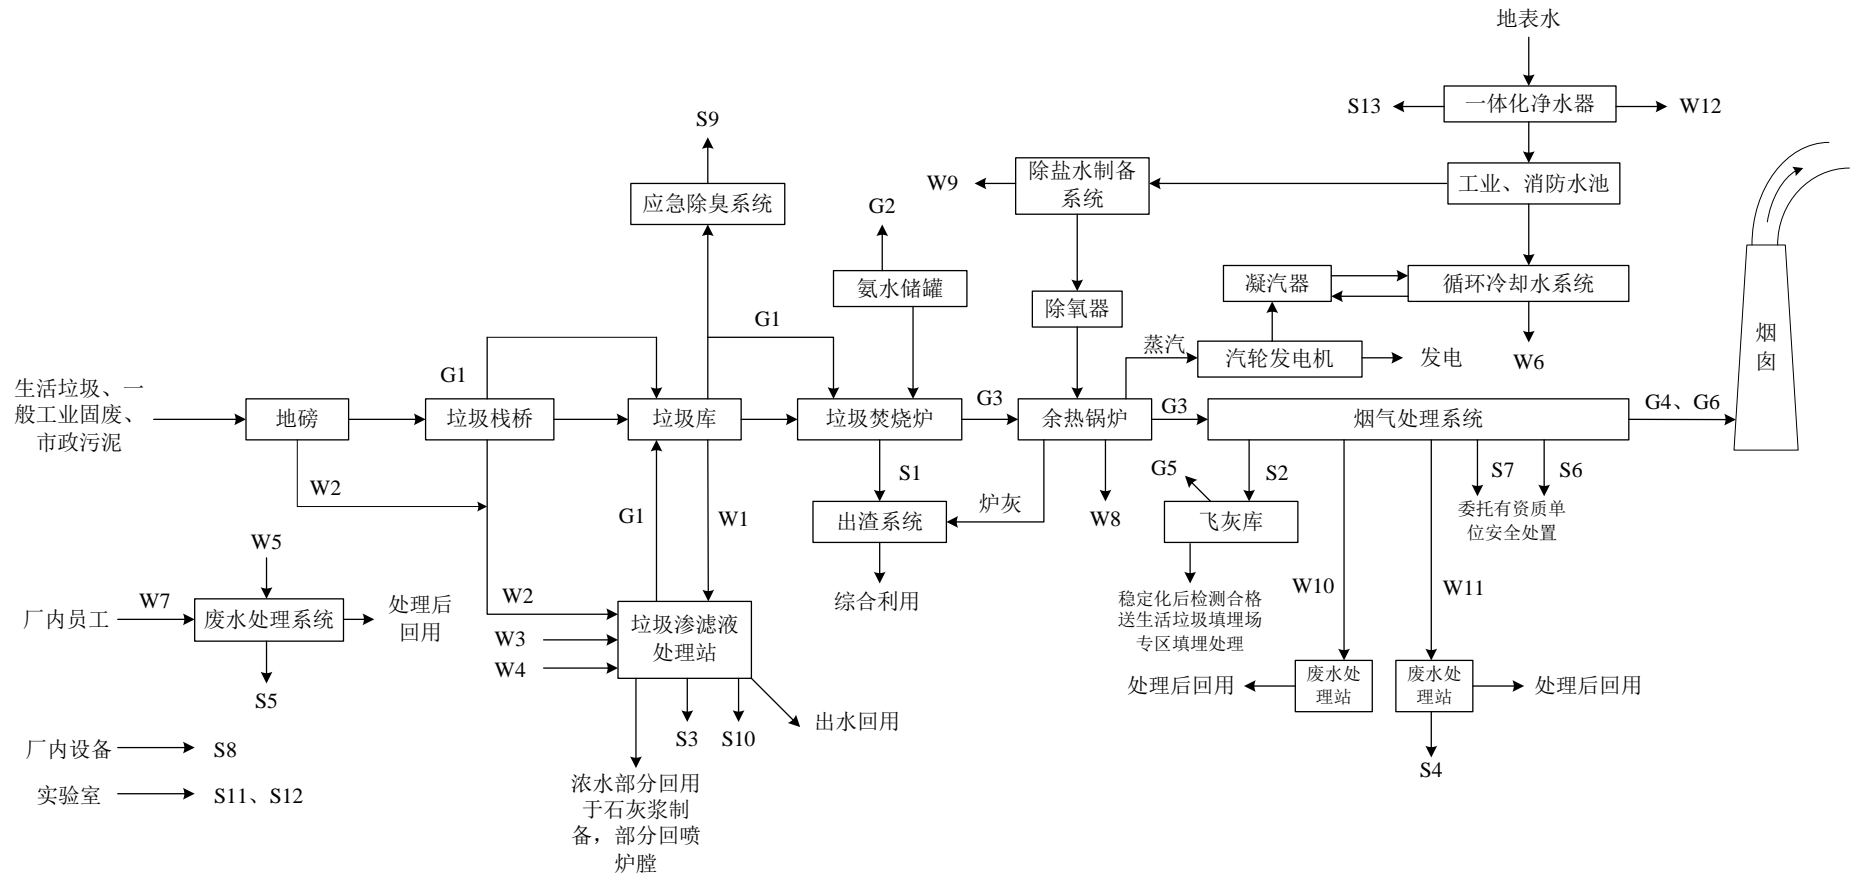 地表水
S13
一体化净水器
W12
S9
除盐水制备
系统
W9
工业、消防水池
应急除臭系统
G2
氨水储罐
凝汽器
循环冷却水系统
除氧器
G1
蒸汽
汽轮发电机
发电
W6
烟
囱
生活垃圾、一
般工业固废、
市政污泥
G1
地磅
垃圾栈桥
垃圾库
垃圾焚烧炉
G3
余热锅炉
G3
烟气处理系统
G4、G6
W2
G1
W1
S1
炉灰
W8
G5
S2
S7
S6
出渣系统
飞灰库
委托有资质单
位安全处置
W5
W7
厂内员工
废水处理系统
处理后
回用
S5
W2
W3
W4
垃圾渗滤液
处理站
综合利用
稳定化后检测合格
送生活垃圾填埋场
专区填埋处理
W10
W11
处理后回用
废水处
理站
废水处
理站
处理后回用
S4
S3
S10
出水回用
厂内设备
S8
实验室
S11、S12
浓水部分回用
于石灰浆制
备，部分回喷
炉膛